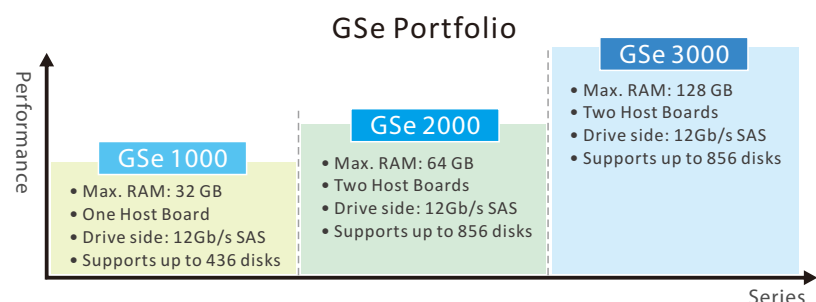 GSe Portfolio
Performance
GSe 1000
• Max. RAM: 32 GB
• One Host Board
• Drive side: 12Gb/s SAS
• Supports up to 436 disks
GSe 2000
• Max. RAM: 64 GB
• Two Host Boards
• Drive side: 12Gb/s SAS
• Supports up to 856 disks
GSe 3000
• Max. RAM: 128 GB
• Two Host Boards
• Drive side: 12Gb/s SAS
• Supports up to 856 disks
Series